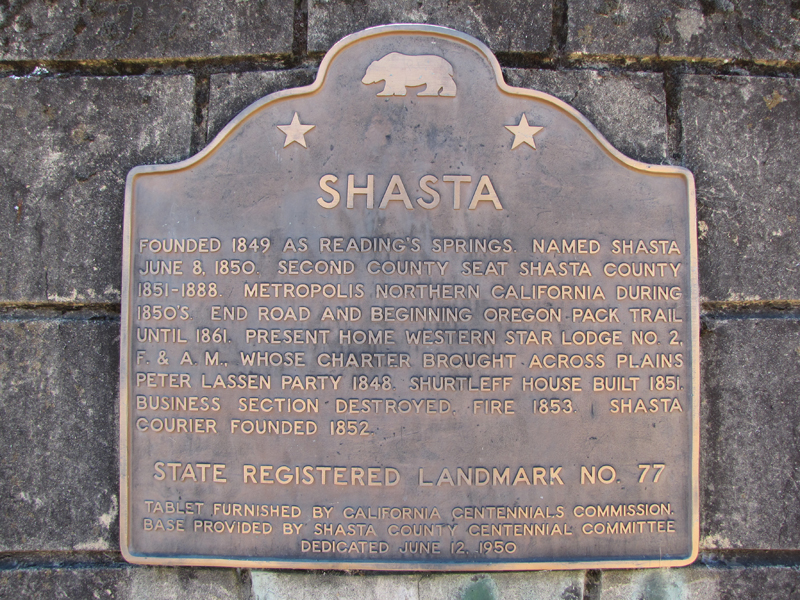 SHASTA
FOUNDED 1849 AS READING'S SPRINGS. NAMED SHASTA
JUNE 8, 1850. SECOND COUNTY SEAT SHASTA COUNTY
1851-1888. METROPOLIS NORTHERN CALIFORNIA DURING
1850'S. END ROAD AND BEGINNING OREGON PACK TRAIL
UNTIL 1861. PRESENT HOME WESTERN STAR LODGE NO. 2,
F. & A. M., WHOSE CHARTER BROUGHT ACROSS PLAINS
PETER LASSEN PARTY 1848. SHURTLEFF HOUSE BUILT 1851.
BUSINESS SECTION DESTROYED, FIRE 1853. SHASTA
COURIER FOUNDED 1852.
STATE REGISTERED LANDMARK NO. 77
TABLET FURNISHED BY CALIFORNIA CENTENNIALS COMMISSION.
BASE PROVIDED BY SHASTA COUNTY CENTENNIAL COMMITTEE
DEDICATED JUNE 12, 1950